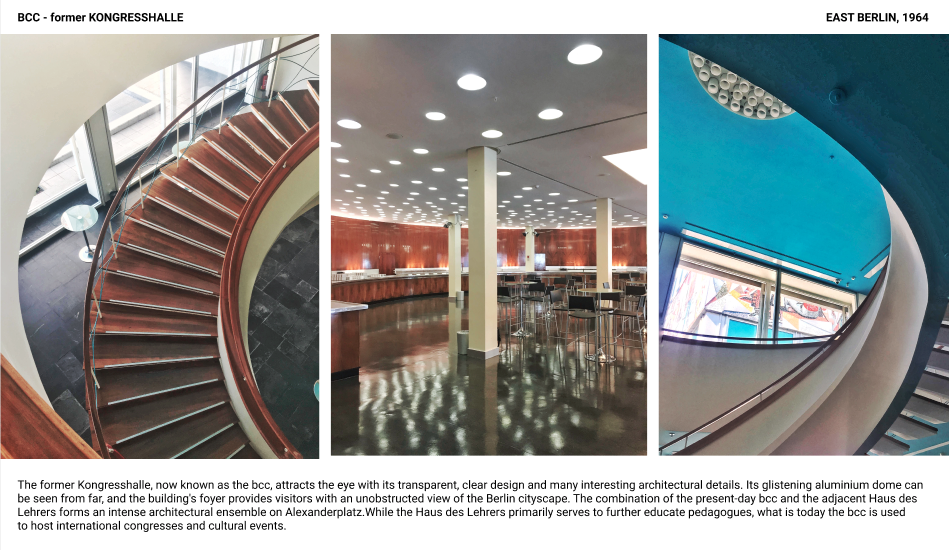 BCC - former KONGRESSHALLE
EAST BERLIN, 1964
The former Kongresshalle, now known as the bcc, attracts the eye with its transparent, clear design and many interesting architectural details. Its glistening aluminium dome can
be seen from far, and the building's foyer provides visitors with an unobstructed view of the Berlin cityscape. The combination of the present-day bcc and the adjacent Haus des
Lehrers forms an intense architectural ensemble on Alexanderplatz.While the Haus des Lehrers primarily serves to further educate pedagogues, what is today the bcc is used
to host international congresses and cultural events.